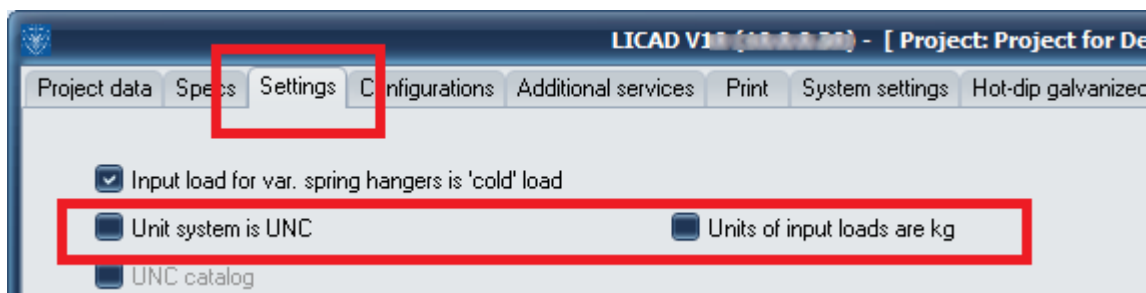 LICAD V1 - [ Project: Project for De
Project data Specs Settings Configurations Additional services Print System settings Hot-dip galvanized
Input load for var. spring hangers is 'cold' load
Unit system is UNC Units of input loads are kg
UNC catalog